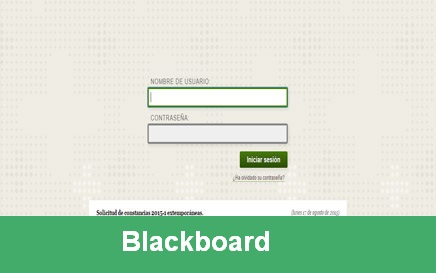 NOMBRE DE USUARIO:
CONTRASEÑA:
Iniciar sesión
¿Ha olvidado su contraseña?
Solicitud de constancias 2015-1 extemporáneas. (lunes 17 de agosto de 2015)
Blackboard